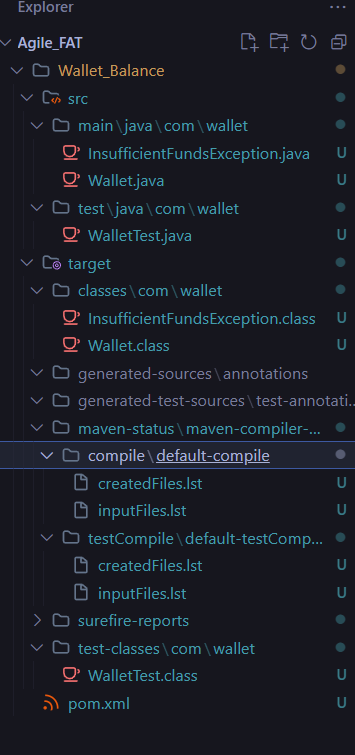 Explorer
Agile_FAT
Wallet_Balance
src
main\java\com\wallet
InsufficientFundsException.java U
Wallet.java U
test\java\com\wallet
WalletTest.java U
target
classes\com\wallet
InsufficientFundsException.class U
Wallet.class U
generated-sources\annotations
generated-test-sources\test-annotati...
maven-status\maven-compiler-...
compile\default-compile
createdFiles.lst U
inputFiles.lst U
testCompile\default-testComp...
createdFiles.lst U
inputFiles.lst U
surefire-reports
test-classes\com\wallet
WalletTest.class U
pom.xml U